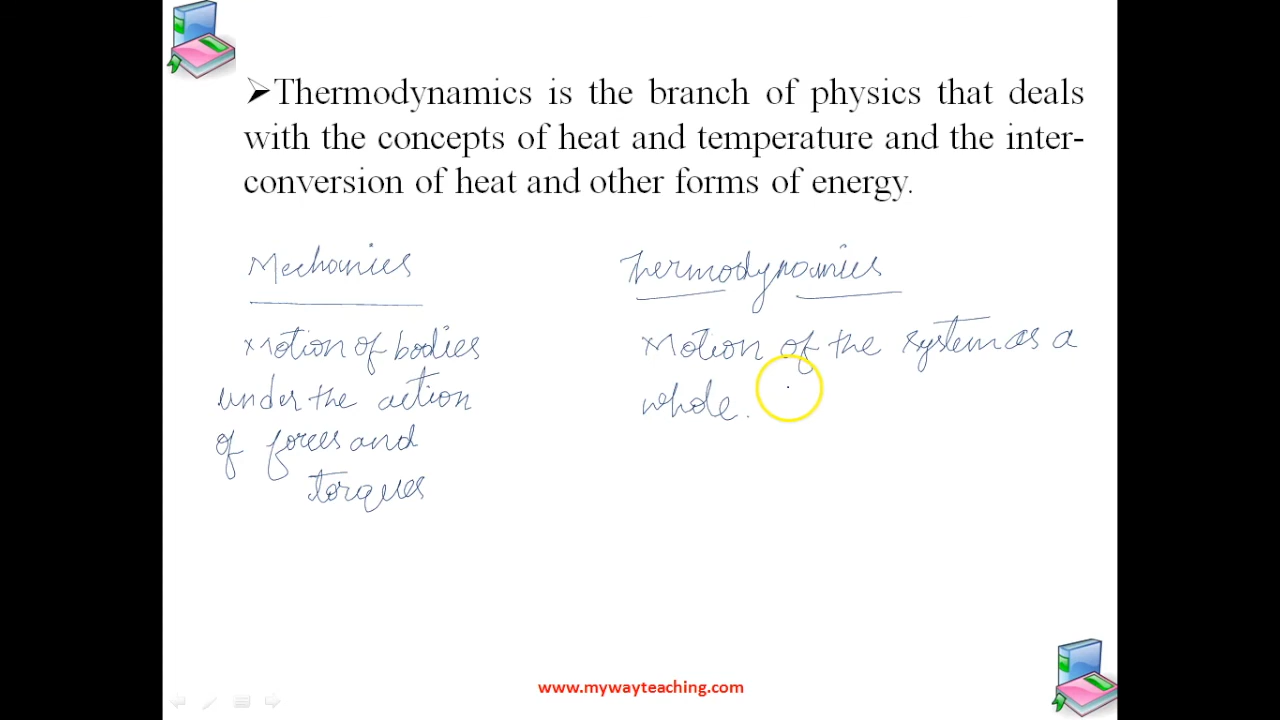 ➢Thermodynamics is the branch of physics that deals
with the concepts of heat and temperature and the inter-
conversion of heat and other forms of energy.
Mechanics
Motion of bodies
under the action
of forces and
torques
Thermodynamics
Motion of the system as a
whole.
www.mywayteaching.com